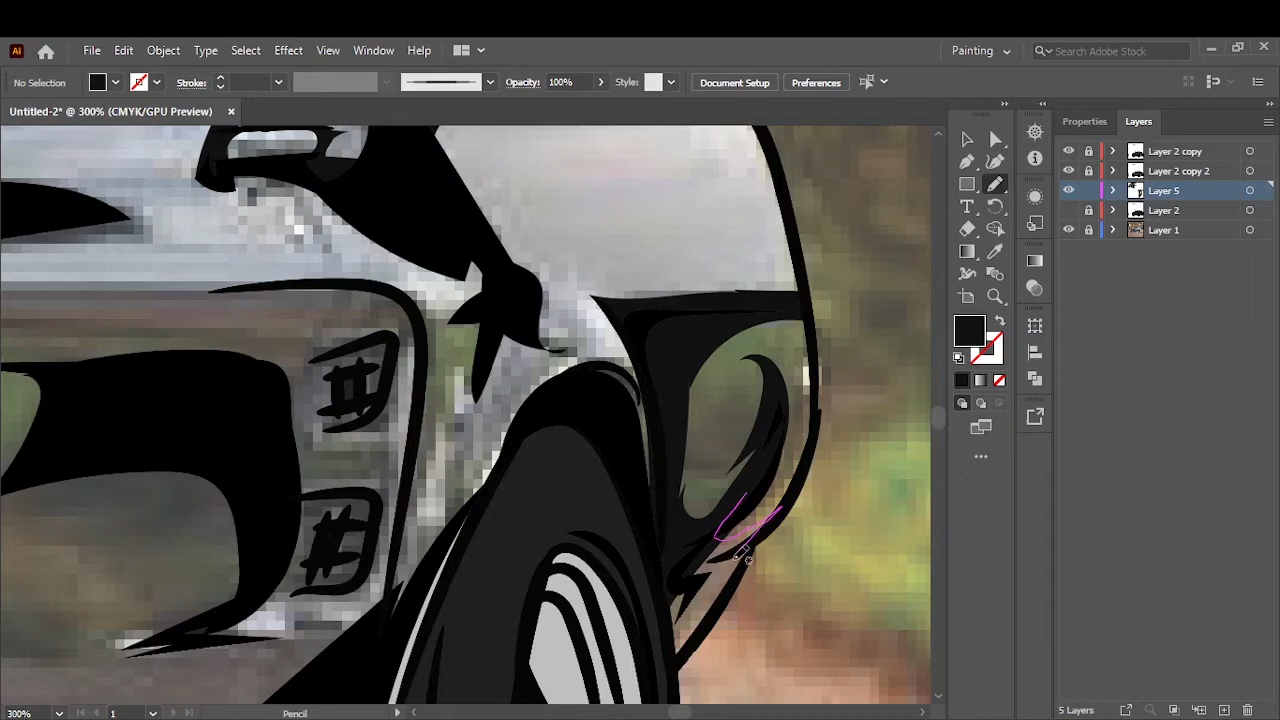 Ai File Edit Object Type Select Effect View Window Help Painting Search Adobe Stock
No Selection Stroke: Opacity: 100% Style: Document Setup Preferences
Untitled-2* @ 300% (CMYK/GPU Preview) Properties Layers
Layer 2 copy
Layer 2 copy 2
Layer 5
Layer 2
Layer 1
300% 1 Pencil 5 Layers